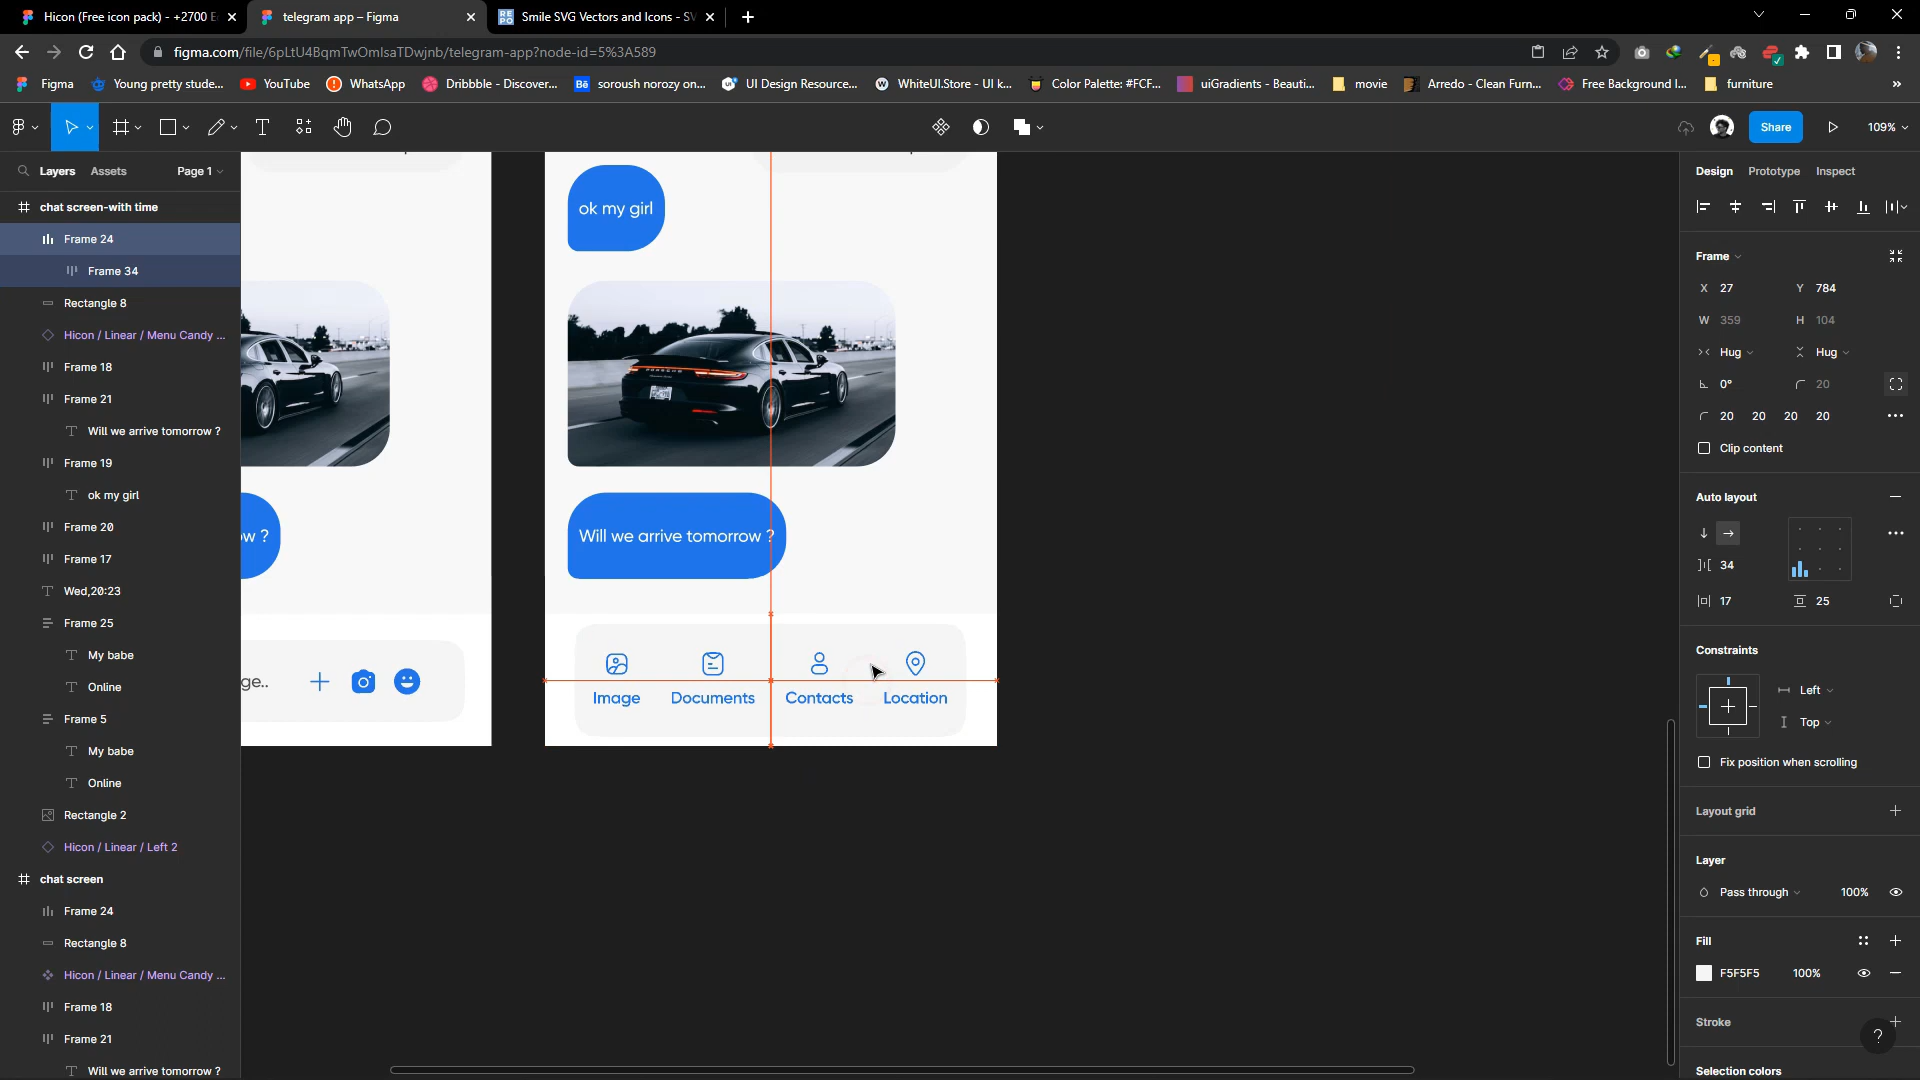 Hicon (Free icon pack) - +2700 E
telegram app – Figma
Smile SVG Vectors and Icons - SV
figma.com/file/6pLtU4BqmTwOmIsaTDwjnb/telegram-app?node-id=5%3A589
Figma
Young pretty stude...
YouTube
WhatsApp
Dribbble - Discover...
soroush norozy on...
UI Design Resource...
WhiteUI.Store - UI k...
Color Palette: #FCF...
uiGradients - Beauti...
movie
Arredo - Clean Furn...
Free Background I...
furniture
»
Share
109%
Layers
Assets
Page 1
chat screen-with time
Frame 24
Frame 34
Rectangle 8
Hicon / Linear / Menu Candy ...
Frame 18
Frame 21
Will we arrive tomorrow ?
Frame 19
ok my girl
Frame 20
Frame 17
Wed,20:23
Frame 25
My babe
Online
Frame 5
My babe
Online
Rectangle 2
Hicon / Linear / Left 2
chat screen
Frame 24
Rectangle 8
Hicon / Linear / Menu Candy ...
Frame 18
Frame 21
Will we arrive tomorrow ?
ow ?
ge..
ok my girl
Will we arrive tomorrow ?
Image
Documents
Contacts
Location
Design
Prototype
Inspect
Frame
X 27
Y 784
W 359
H 104
Hug
Hug
0°
20
20 20 20 20
Clip content
Auto layout
34
17
25
Constraints
Left
Top
Fix position when scrolling
Layout grid
Layer
Pass through
100%
Fill
F5F5F5
100%
Stroke
?
Selection colors